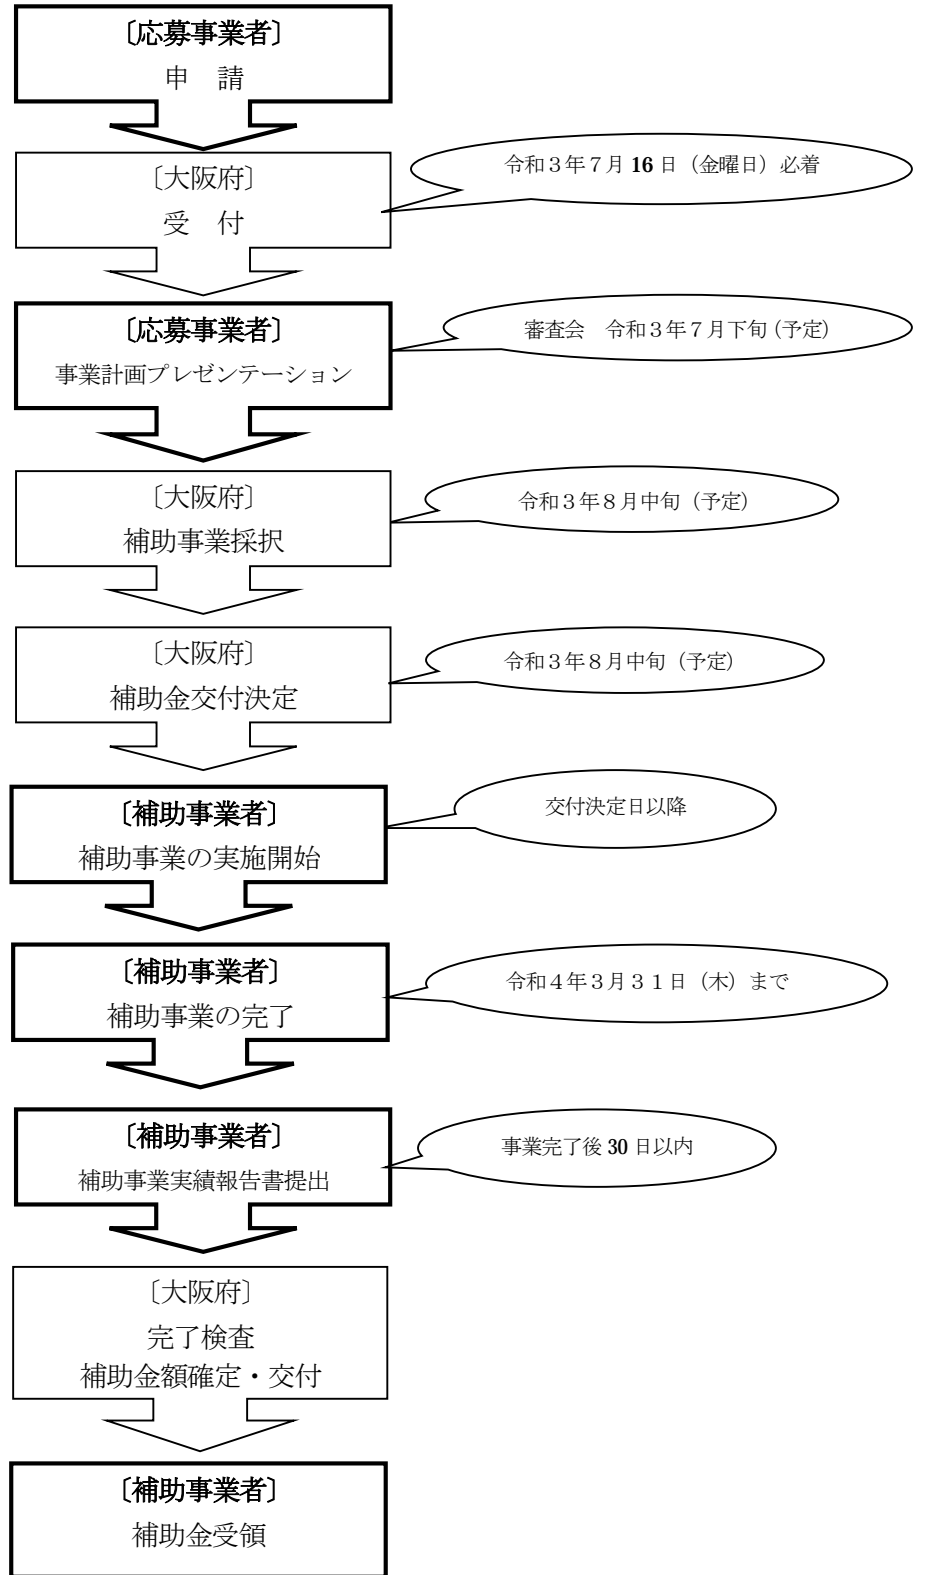 〔応募事業者〕
申　請
〔大阪府〕
受　付
令和３年７月 16 日（金曜日）必着
〔応募事業者〕
事業計画プレゼンテーション
審査会　令和３年７月下旬（予定）
〔大阪府〕
補助事業採択
令和３年８月中旬（予定）
〔大阪府〕
補助金交付決定
令和３年８月中旬（予定）
〔補助事業者〕
補助事業の実施開始
交付決定日以降
〔補助事業者〕
補助事業の完了
令和４年３月３１日（木）まで
〔補助事業者〕
補助事業実績報告書提出
事業完了後 30 日以内
〔大阪府〕
完了検査
補助金額確定・交付
〔補助事業者〕
補助金受領